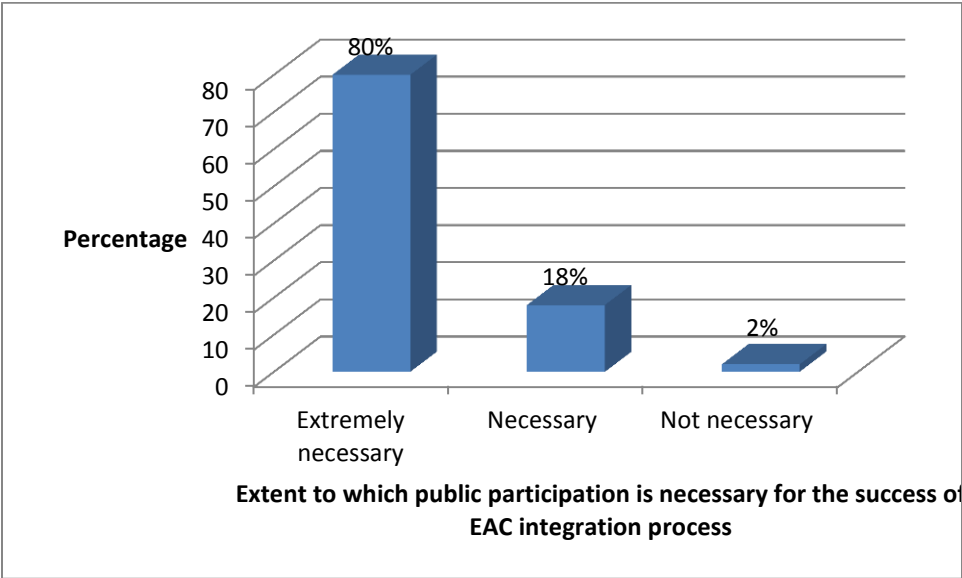 80%
80
70
60
50
40
30
20
10
0
Percentage
18%
2%
Extremely
necessary
Necessary
Not necessary
Extent to which public participation is necessary for the success of
EAC integration process